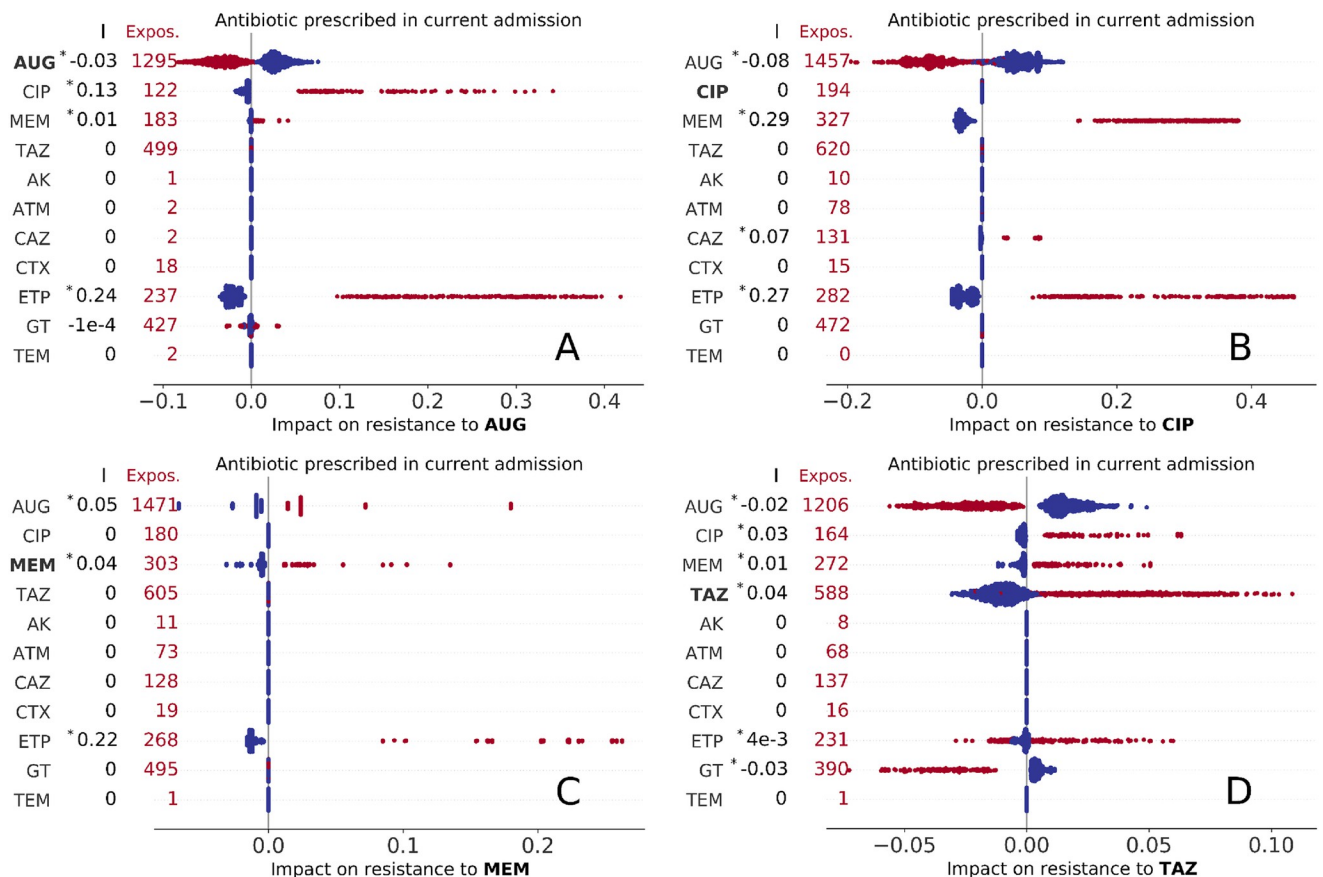 Antibiotic prescribed in current admission
I Expos.
AUG *-0.03 1295
CIP *0.13 122
MEM *0.01 183
TAZ 0 499
AK 0 1
ATM 0 2
CAZ 0 2
CTX 0 18
ETP *0.24 237
GT -1e-4 427
TEM 0 2
A
−0.1 0.0 0.1 0.2 0.3 0.4
Impact on resistance to AUG
Antibiotic prescribed in current admission
I Expos.
AUG *-0.08 1457
CIP 0 194
MEM *0.29 327
TAZ 0 620
AK 0 10
ATM 0 78
CAZ *0.07 131
CTX 0 15
ETP *0.27 282
GT 0 472
TEM 0 0
B
−0.2 0.0 0.2 0.4
Impact on resistance to CIP
Antibiotic prescribed in current admission
I Expos.
AUG *0.05 1471
CIP 0 180
MEM *0.04 303
TAZ 0 605
AK 0 11
ATM 0 73
CAZ 0 128
CTX 0 19
ETP *0.22 268
GT 0 495
TEM 0 1
C
0.0 0.1 0.2
Impact on resistance to MEM
Antibiotic prescribed in current admission
I Expos.
AUG *-0.02 1206
CIP *0.03 164
MEM *0.01 272
TAZ *0.04 588
AK 0 8
ATM 0 68
CAZ 0 137
CTX 0 16
ETP *4e-3 231
GT *-0.03 390
TEM 0 1
D
−0.05 0.00 0.05 0.10
Impact on resistance to TAZ